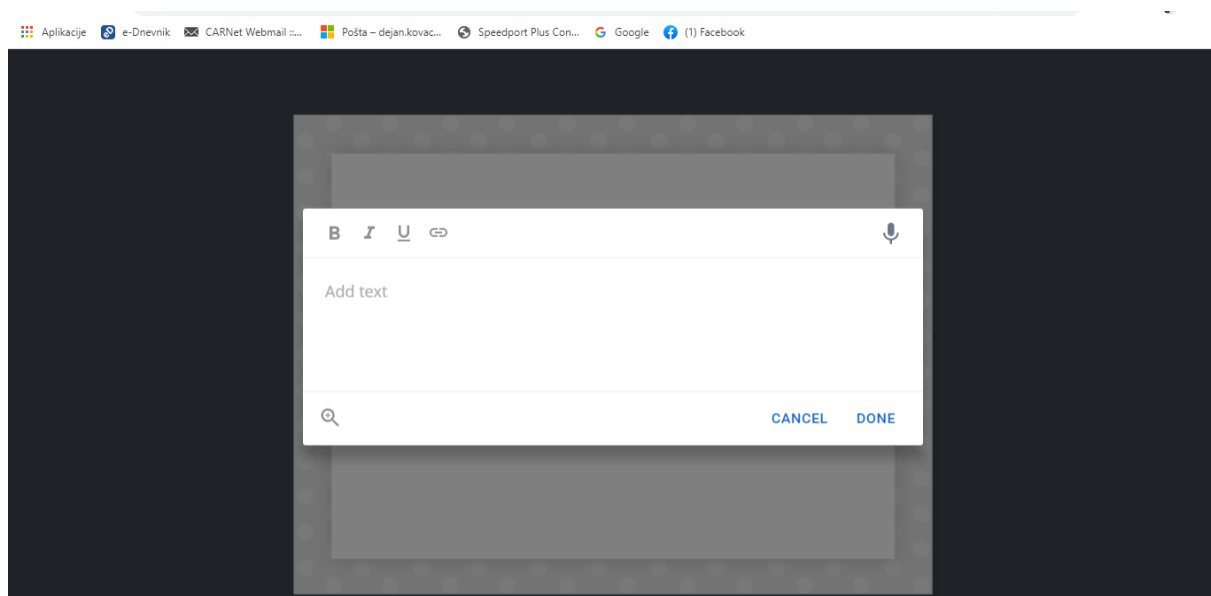 Aplikacije e-Dnevnik CARNet Webmail ::... Pošta – dejan.kovac... Speedport Plus Con... Google (1) Facebook
B I U
Add text
CANCEL DONE